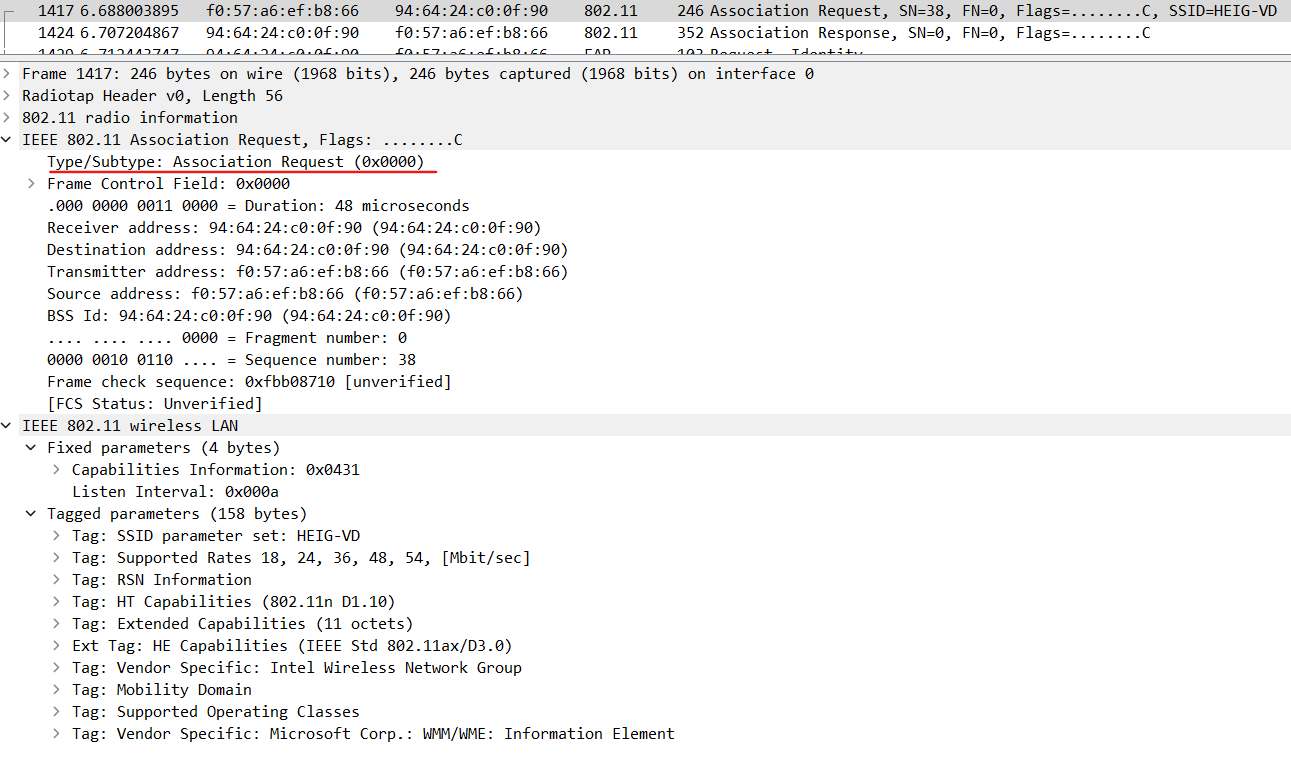 1417 6.688003895 f0:57:a6:ef:b8:66 94:64:24:c0:0f:90 802.11 246 Association Request, SN=38, FN=0, Flags=........C, SSID=HEIG-VD
1424 6.707204867 94:64:24:c0:0f:90 f0:57:a6:ef:b8:66 802.11 352 Association Response, SN=0, FN=0, Flags=........C
Frame 1417: 246 bytes on wire (1968 bits), 246 bytes captured (1968 bits) on interface 0
Radiotap Header v0, Length 56
802.11 radio information
IEEE 802.11 Association Request, Flags: ........C
Type/Subtype: Association Request (0x0000)
Frame Control Field: 0x0000
.000 0000 0011 0000 = Duration: 48 microseconds
Receiver address: 94:64:24:c0:0f:90 (94:64:24:c0:0f:90)
Destination address: 94:64:24:c0:0f:90 (94:64:24:c0:0f:90)
Transmitter address: f0:57:a6:ef:b8:66 (f0:57:a6:ef:b8:66)
Source address: f0:57:a6:ef:b8:66 (f0:57:a6:ef:b8:66)
BSS Id: 94:64:24:c0:0f:90 (94:64:24:c0:0f:90)
.... .... .... 0000 = Fragment number: 0
0000 0010 0110 .... = Sequence number: 38
Frame check sequence: 0xfbb08710 [unverified]
[FCS Status: Unverified]
IEEE 802.11 wireless LAN
Fixed parameters (4 bytes)
Capabilities Information: 0x0431
Listen Interval: 0x000a
Tagged parameters (158 bytes)
Tag: SSID parameter set: HEIG-VD
Tag: Supported Rates 18, 24, 36, 48, 54, [Mbit/sec]
Tag: RSN Information
Tag: HT Capabilities (802.11n D1.10)
Tag: Extended Capabilities (11 octets)
Ext Tag: HE Capabilities (IEEE Std 802.11ax/D3.0)
Tag: Vendor Specific: Intel Wireless Network Group
Tag: Mobility Domain
Tag: Supported Operating Classes
Tag: Vendor Specific: Microsoft Corp.: WMM/WME: Information Element